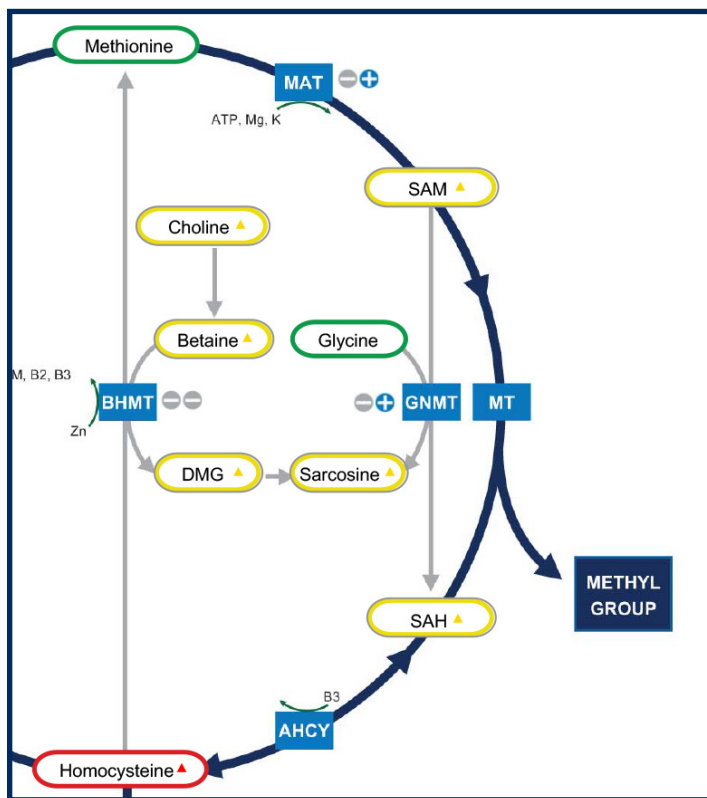 Methionine
MAT
ATP, Mg, K
SAM
Choline
Betaine
Glycine
M, B2, B3
BHMT
GNMT
MT
Zn
DMG
Sarcosine
METHYL
GROUP
SAH
B3
AHCY
Homocysteine